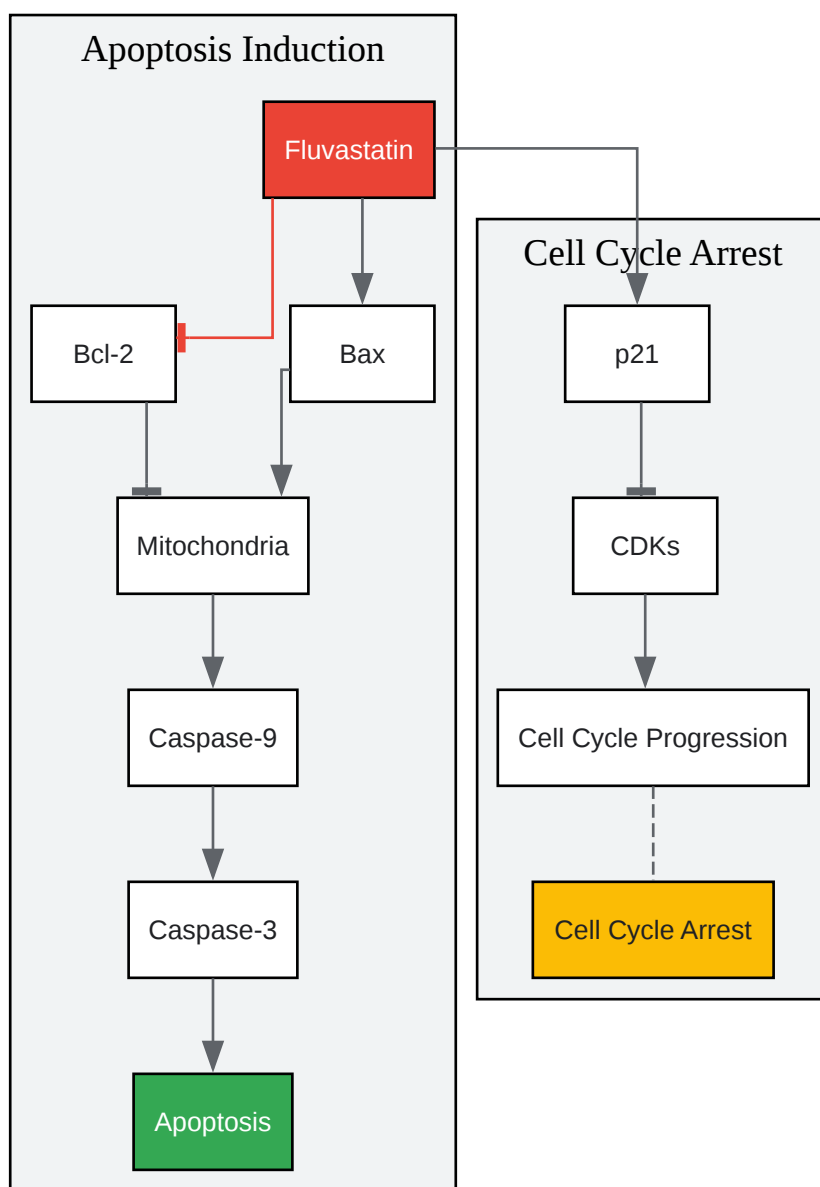 Apoptosis Induction
Fluvastatin
Cell Cycle Arrest
Bcl-2
Bax
p21
Mitochondria
CDKs
Caspase-9
Cell Cycle Progression
Caspase-3
Cell Cycle Arrest
Apoptosis